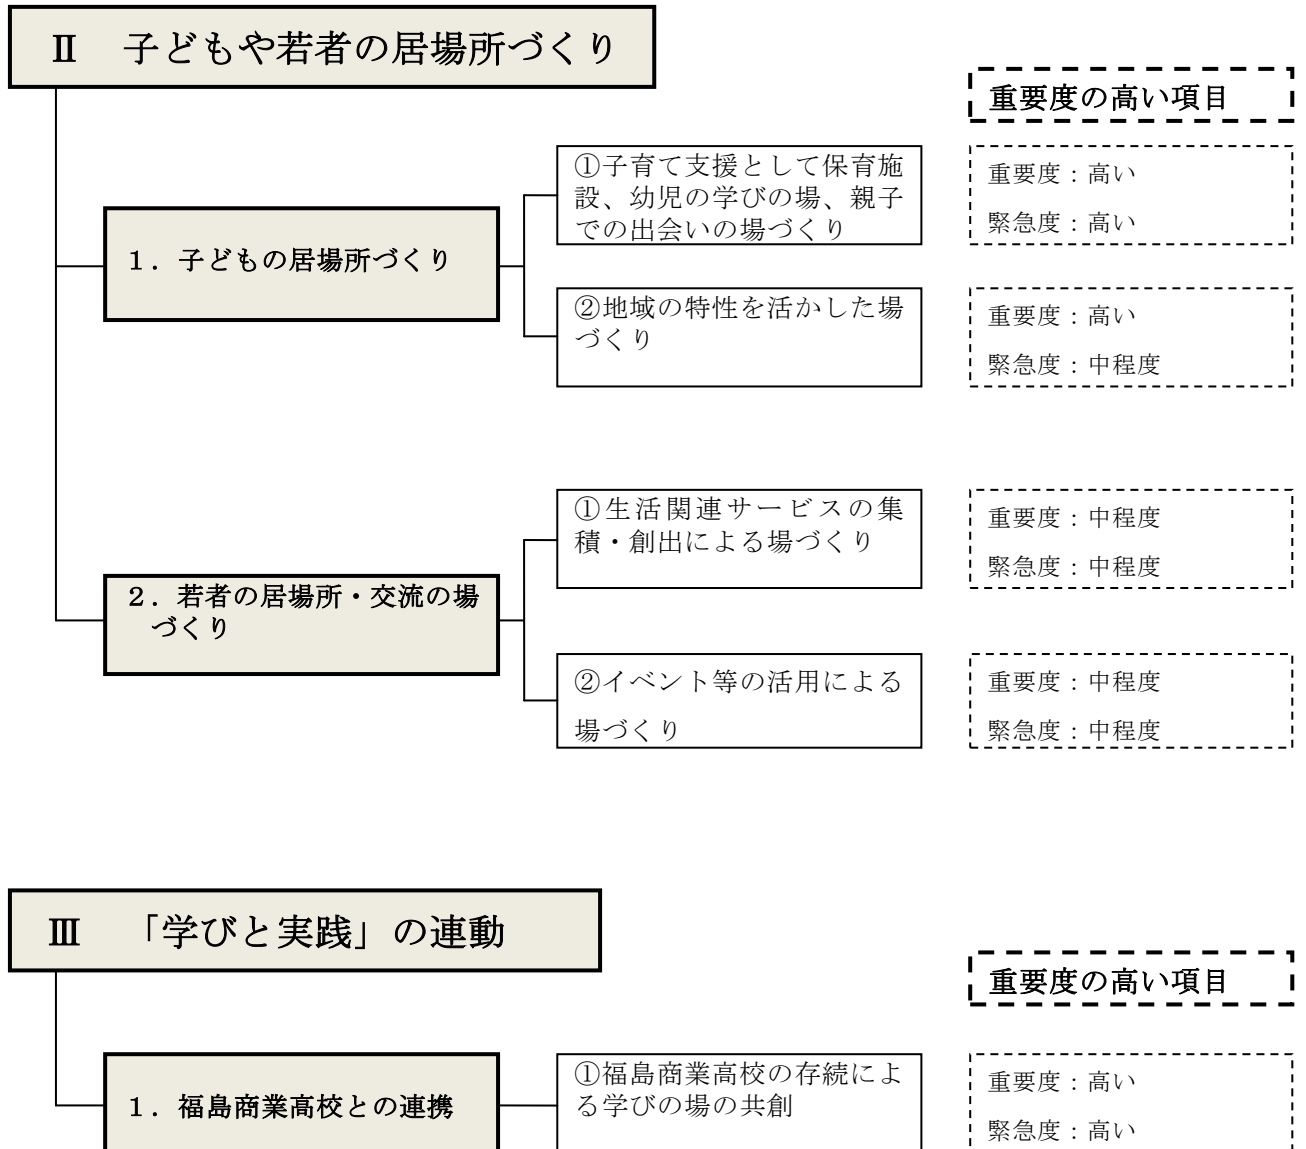 Ⅱ　子どもや若者の居場所づくり
重要度の高い項目
１．子どもの居場所づくり
①子育て支援として保育施
設、幼児の学びの場、親子
での出会いの場づくり
重要度：高い
緊急度：高い
②地域の特性を活かした場
づくり
重要度：高い
緊急度：中程度
２．若者の居場所・交流の場
づくり
①生活関連サービスの集
積・創出による場づくり
重要度：中程度
緊急度：中程度
②イベント等の活用による
場づくり
重要度：中程度
緊急度：中程度
Ⅲ　「学びと実践」の連動
重要度の高い項目
１．福島商業高校との連携
①福島商業高校の存続によ
る学びの場の共創
重要度：高い
緊急度：高い